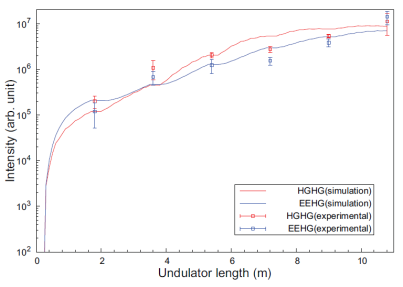 10^7
10^6
10^5
10^4
10^3
10^2
Intensity (arb. unit)
HGHG(simulation)
EEHG(simulation)
HGHG(experimental)
EEHG(experimental)
0 2 4 6 8 10
Undulator length (m)